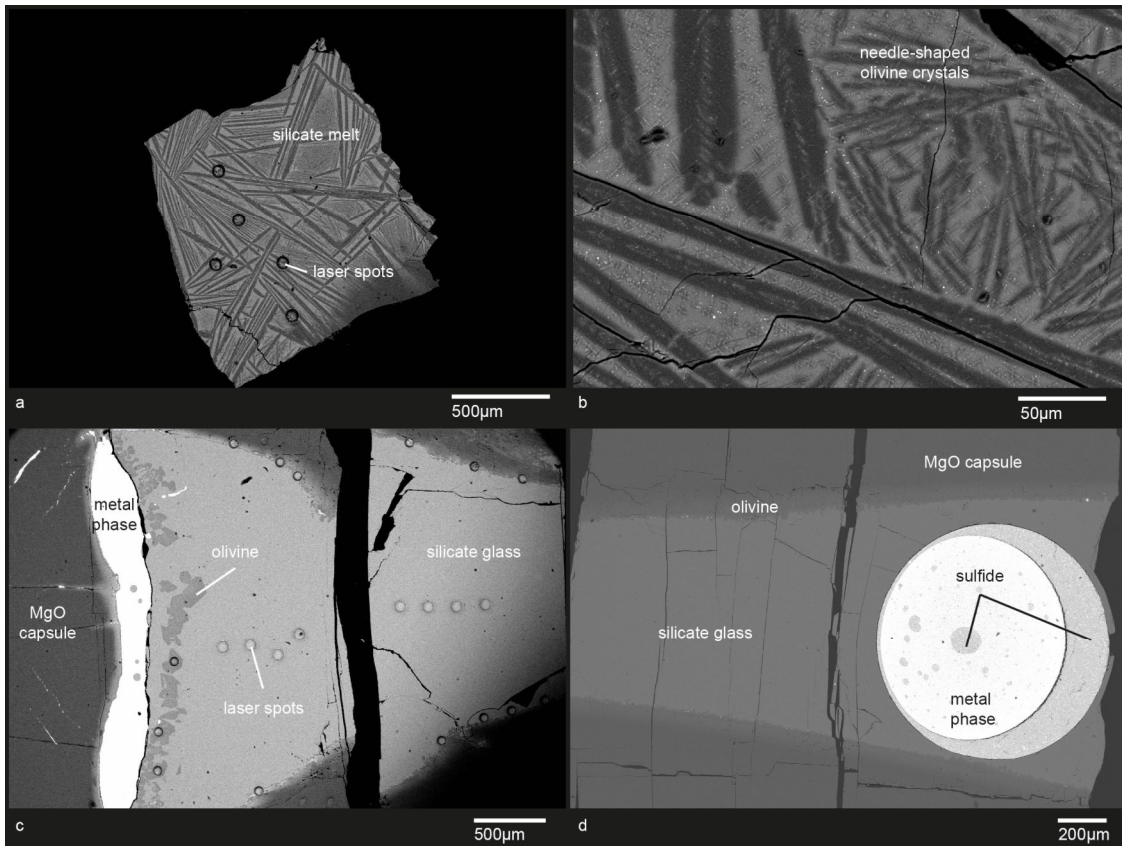 silicate melt
laser spots
a
500µm
needle-shaped
olivine crystals
b
50µm
metal
phase
olivine
silicate glass
MgO
capsule
laser spots
c
500µm
MgO capsule
olivine
sulfide
silicate glass
metal
phase
d
200µm